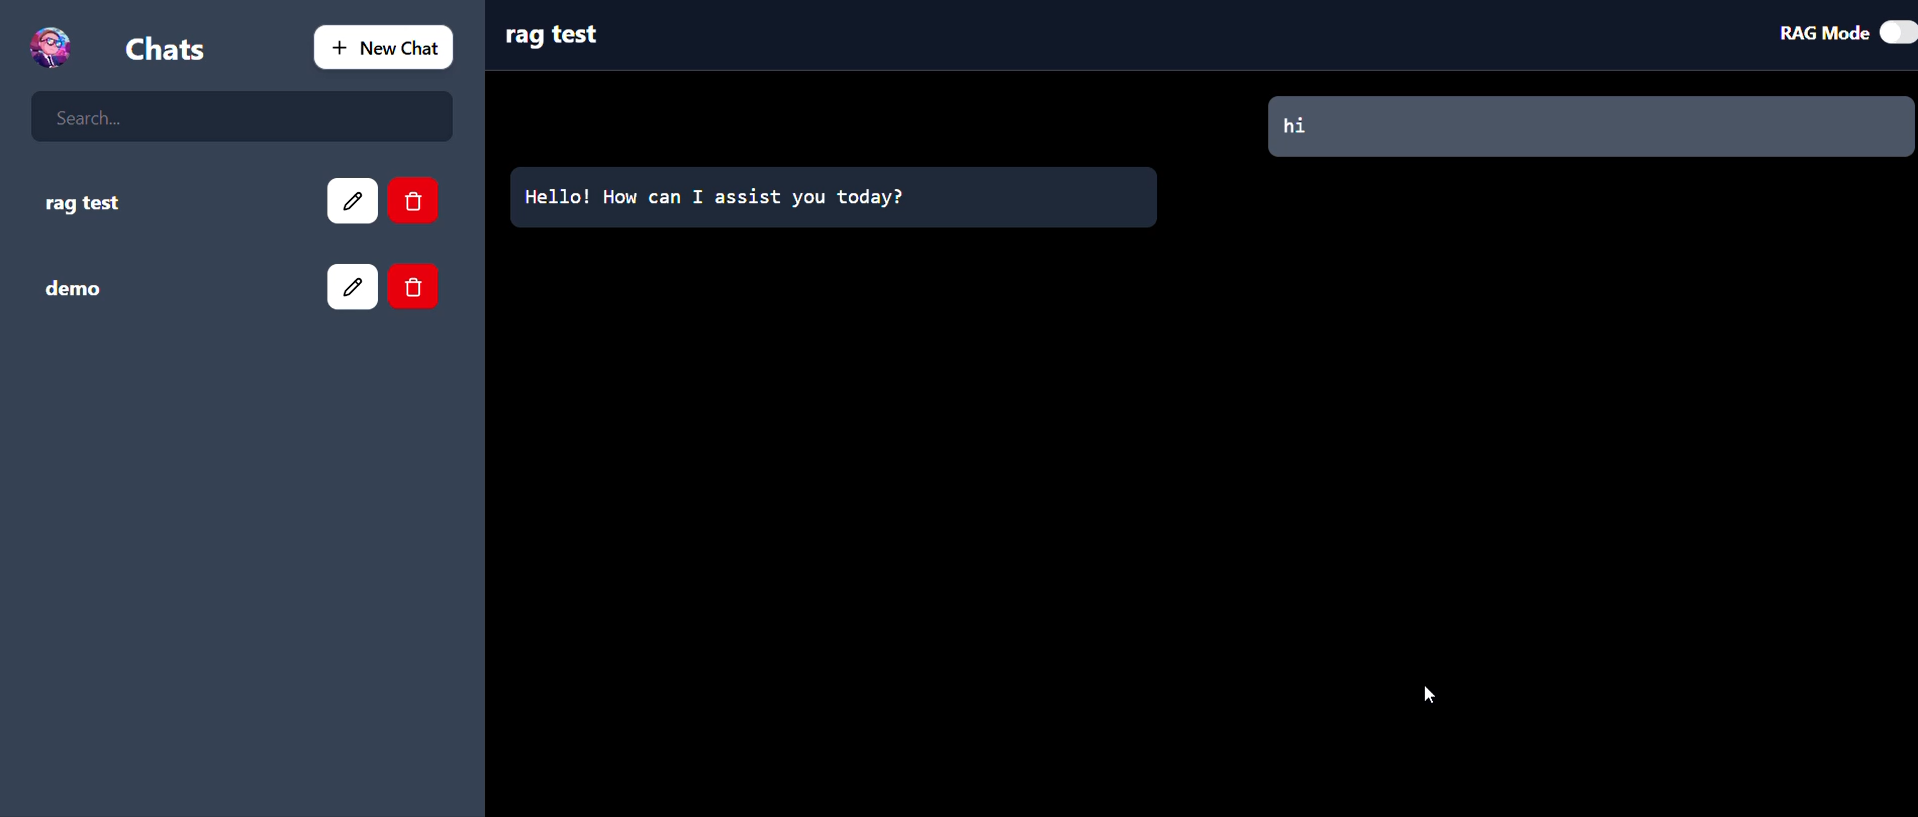 Chats
+ New Chat
Search...
rag test
demo
rag test
RAG Mode
hi
Hello! How can I assist you today?